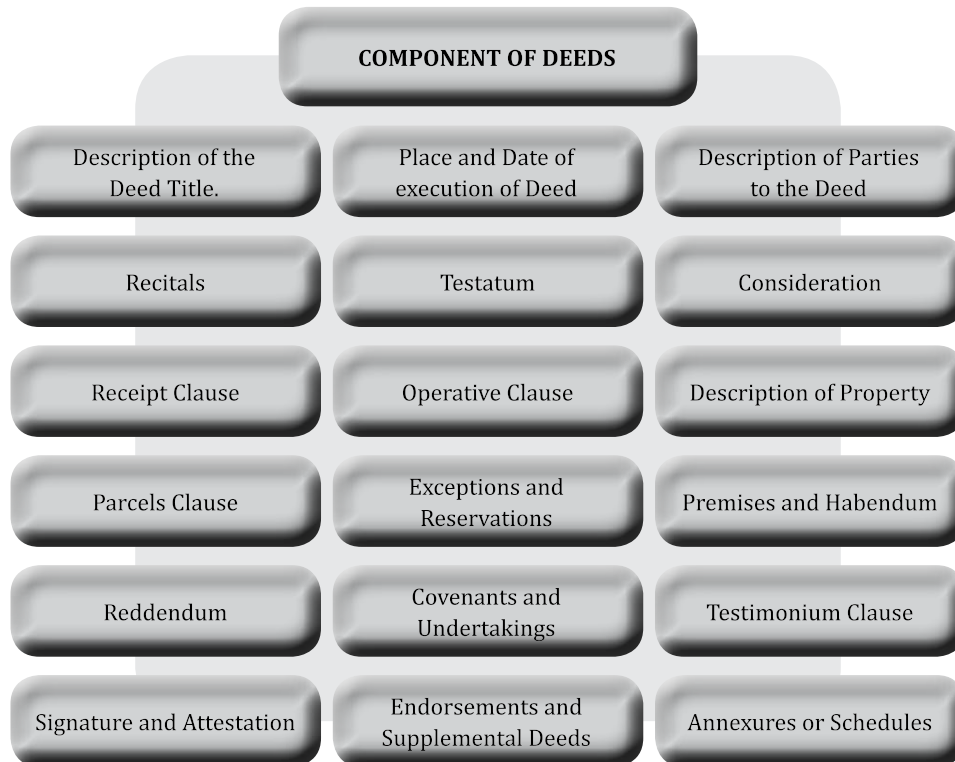 COMPONENT OF DEEDS
Description of the
Deed Title.
Place and Date of
execution of Deed
Description of Parties
to the Deed
Recitals
Testatum
Consideration
Receipt Clause
Operative Clause
Description of Property
Parcels Clause
Exceptions and
Reservations
Premises and Habendum
Reddendum
Covenants and
Undertakings
Testimonium Clause
Signature and Attestation
Endorsements and
Supplemental Deeds
Annexures or Schedules